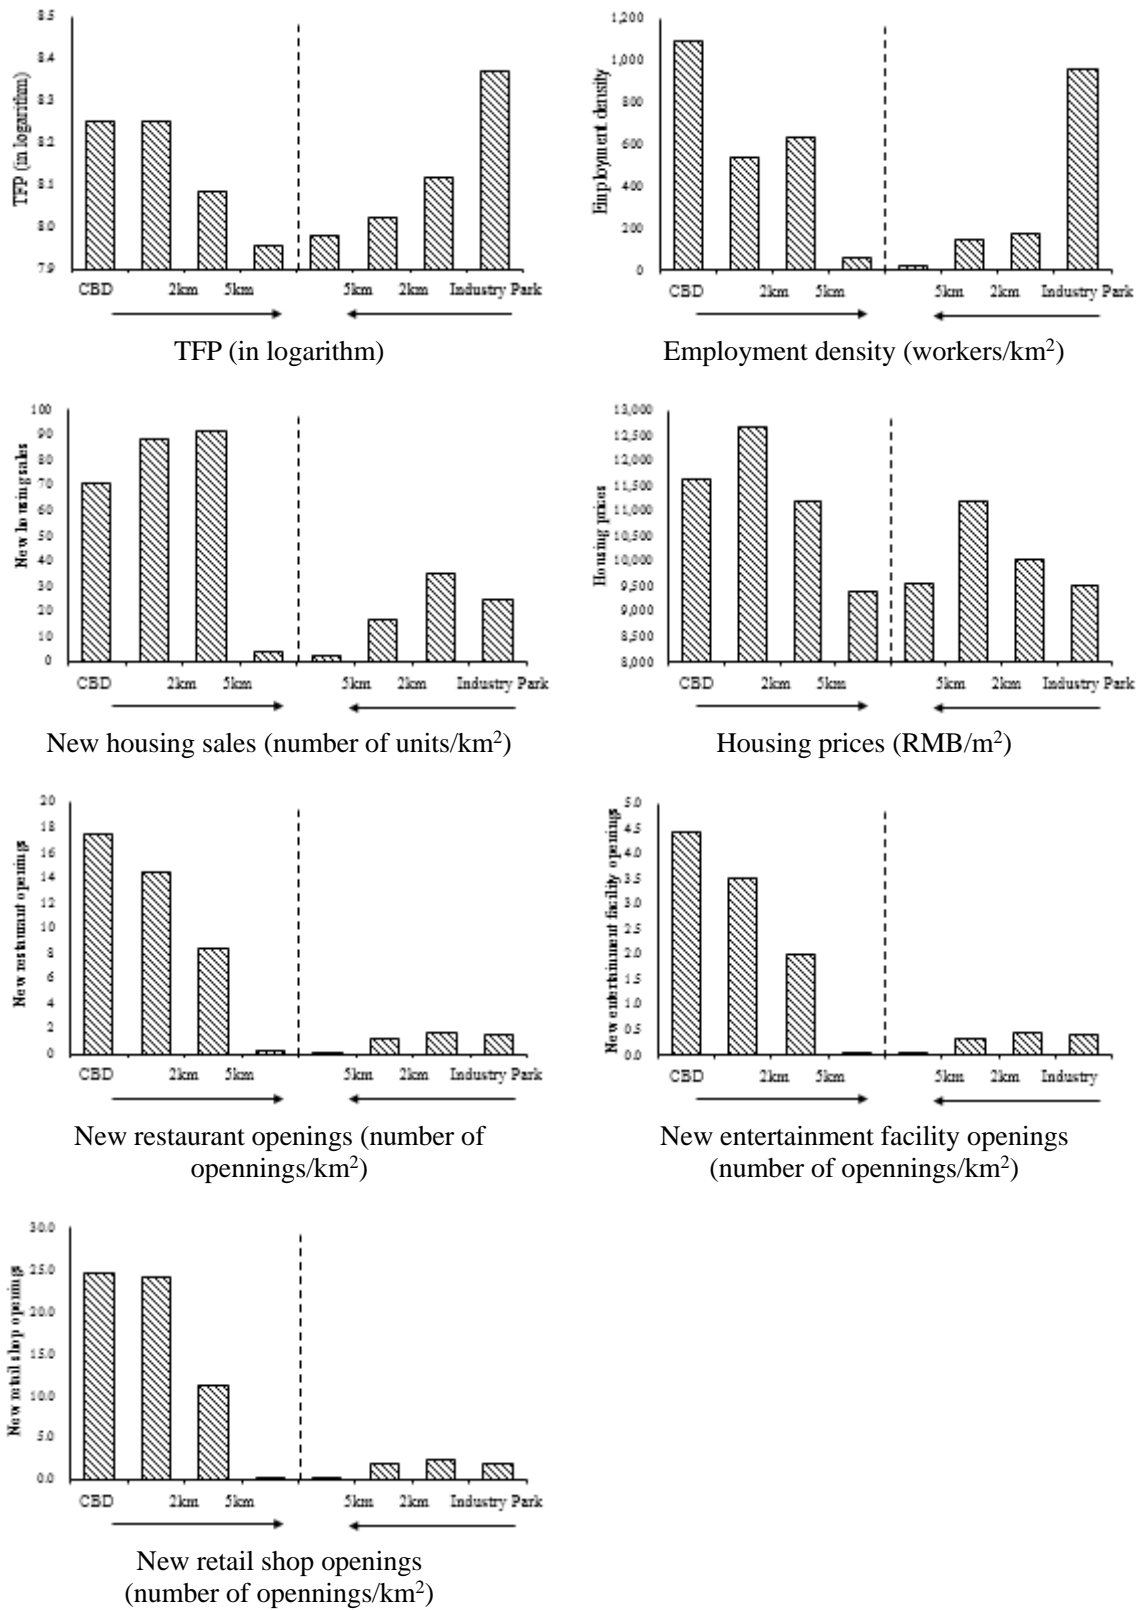 8.5
8.4
8.3
8.2
8.1
8.0
7.9
TFP (in logarithm)
CBD 2km 5km 5km 2km Industry Park
TFP (in logarithm)
1,200
1,000
800
600
400
200
0
Employment density
CBD 2km 5km 5km 2km Industry Park
Employment density (workers/km²)
100
90
80
70
60
50
40
30
20
10
0
New housing sales
CBD 2km 5km 5km 2km Industry Park
New housing sales (number of units/km²)
13,000
12,500
12,000
11,500
11,000
10,500
10,000
9,500
9,000
8,500
8,000
Housing prices
CBD 2km 5km 5km 2km Industry Park
Housing prices (RMB/m²)
20
18
16
14
12
10
8
6
4
2
0
New restaurant openings
CBD 2km 5km 5km 2km Industry Park
New restaurant openings (number of
opennings/km²)
5.0
4.5
4.0
3.5
3.0
2.5
2.0
1.5
1.0
0.5
0.0
New entertainment facility openings
CBD 2km 5km 5km 2km Industry
New entertainment facility openings
(number of opennings/km²)
30.0
25.0
20.0
15.0
10.0
5.0
0.0
New retail shop openings
CBD 2km 5km 5km 2km Industry Park
New retail shop openings
(number of opennings/km²)